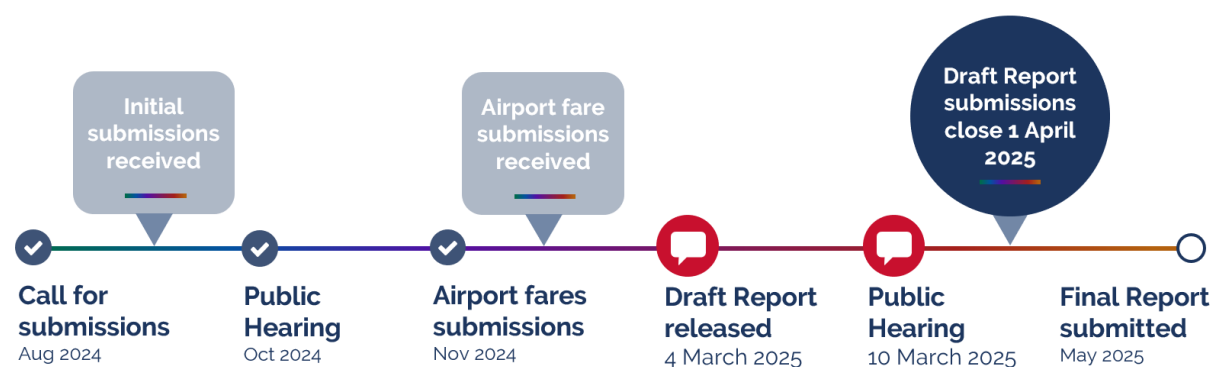 Initial
submissions
received
Airport fare
submissions
received
Draft Report
submissions
close 1 April
2025
Call for
submissions
Aug 2024
Public
Hearing
Oct 2024
Airport fares
submissions
Nov 2024
Draft Report
released
4 March 2025
Public
Hearing
10 March 2025
Final Report
submitted
May 2025